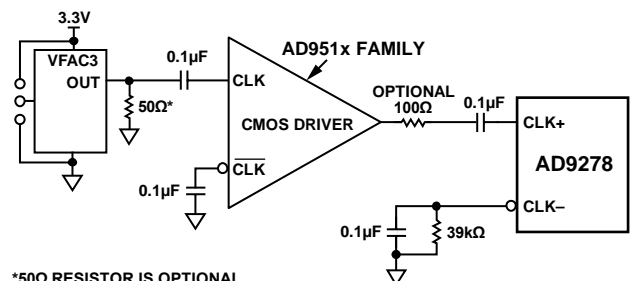 3.3V
VFAC3
OUT
50Ω*
0.1µF
CLK
AD951x FAMILY
CMOS DRIVER
CLK
0.1µF
OPTIONAL
100Ω
0.1µF
CLK+
AD9278
CLK–
0.1µF
39kΩ
*50Ω RESISTOR IS OPTIONAL